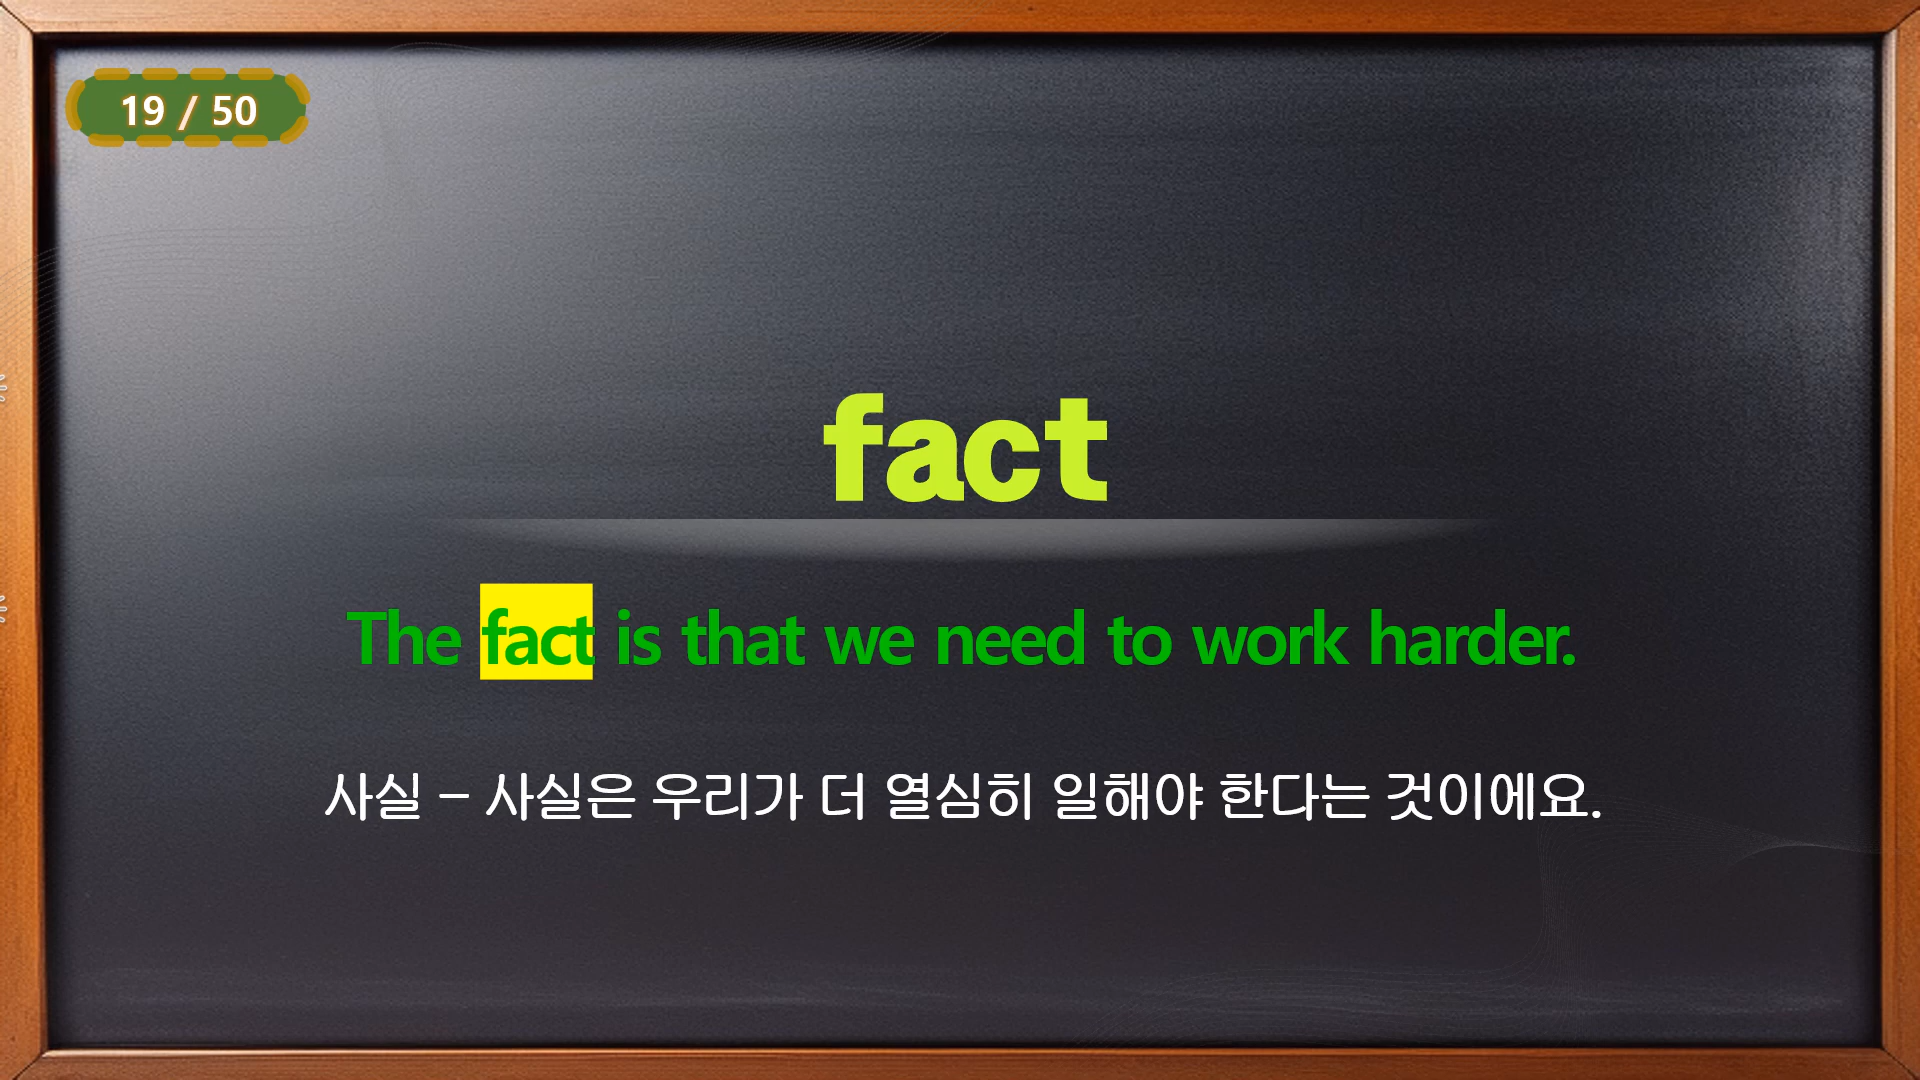 19 / 50
fact
The fact is that we need to work harder.
사실 – 사실은 우리가 더 열심히 일해야 한다는 것이에요.